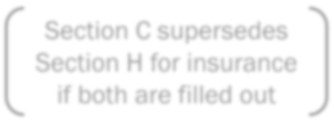 Section C supersedes
Section H for insurance
if both are filled out